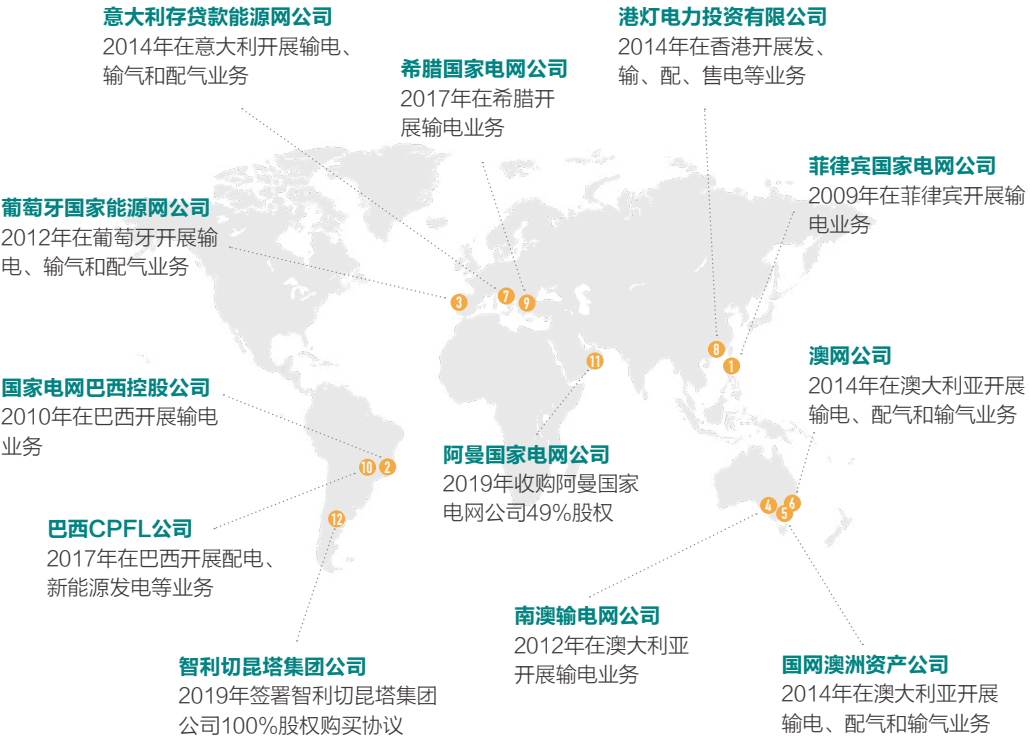 意大利存贷款能源网公司
2014年在意大利开展输电、
输气和配气业务
希腊国家电网公司
2017年在希腊开
展输电业务
港灯电力投资有限公司
2014年在香港开展发、
输、配、售电等业务
菲律宾国家电网公司
2009年在菲律宾开展输
电业务
葡萄牙国家能源网公司
2012年在葡萄牙开展输
电、输气和配气业务
3
7
9
8
1
11
澳网公司
2014年在澳大利亚开展
输电、配气和输气业务
国家电网巴西控股公司
2010年在巴西开展输电
业务
阿曼国家电网公司
2019年收购阿曼国家
电网公司49%股权
10
2
4
5
6
12
巴西CPFL公司
2017年在巴西开展配电、
新能源发电等业务
南澳输电网公司
2012年在澳大利亚
开展输电业务
智利切昆塔集团公司
2019年签署智利切昆塔集团
公司100%股权购买协议
国网澳洲资产公司
2014年在澳大利亚开展
输电、配气和输气业务